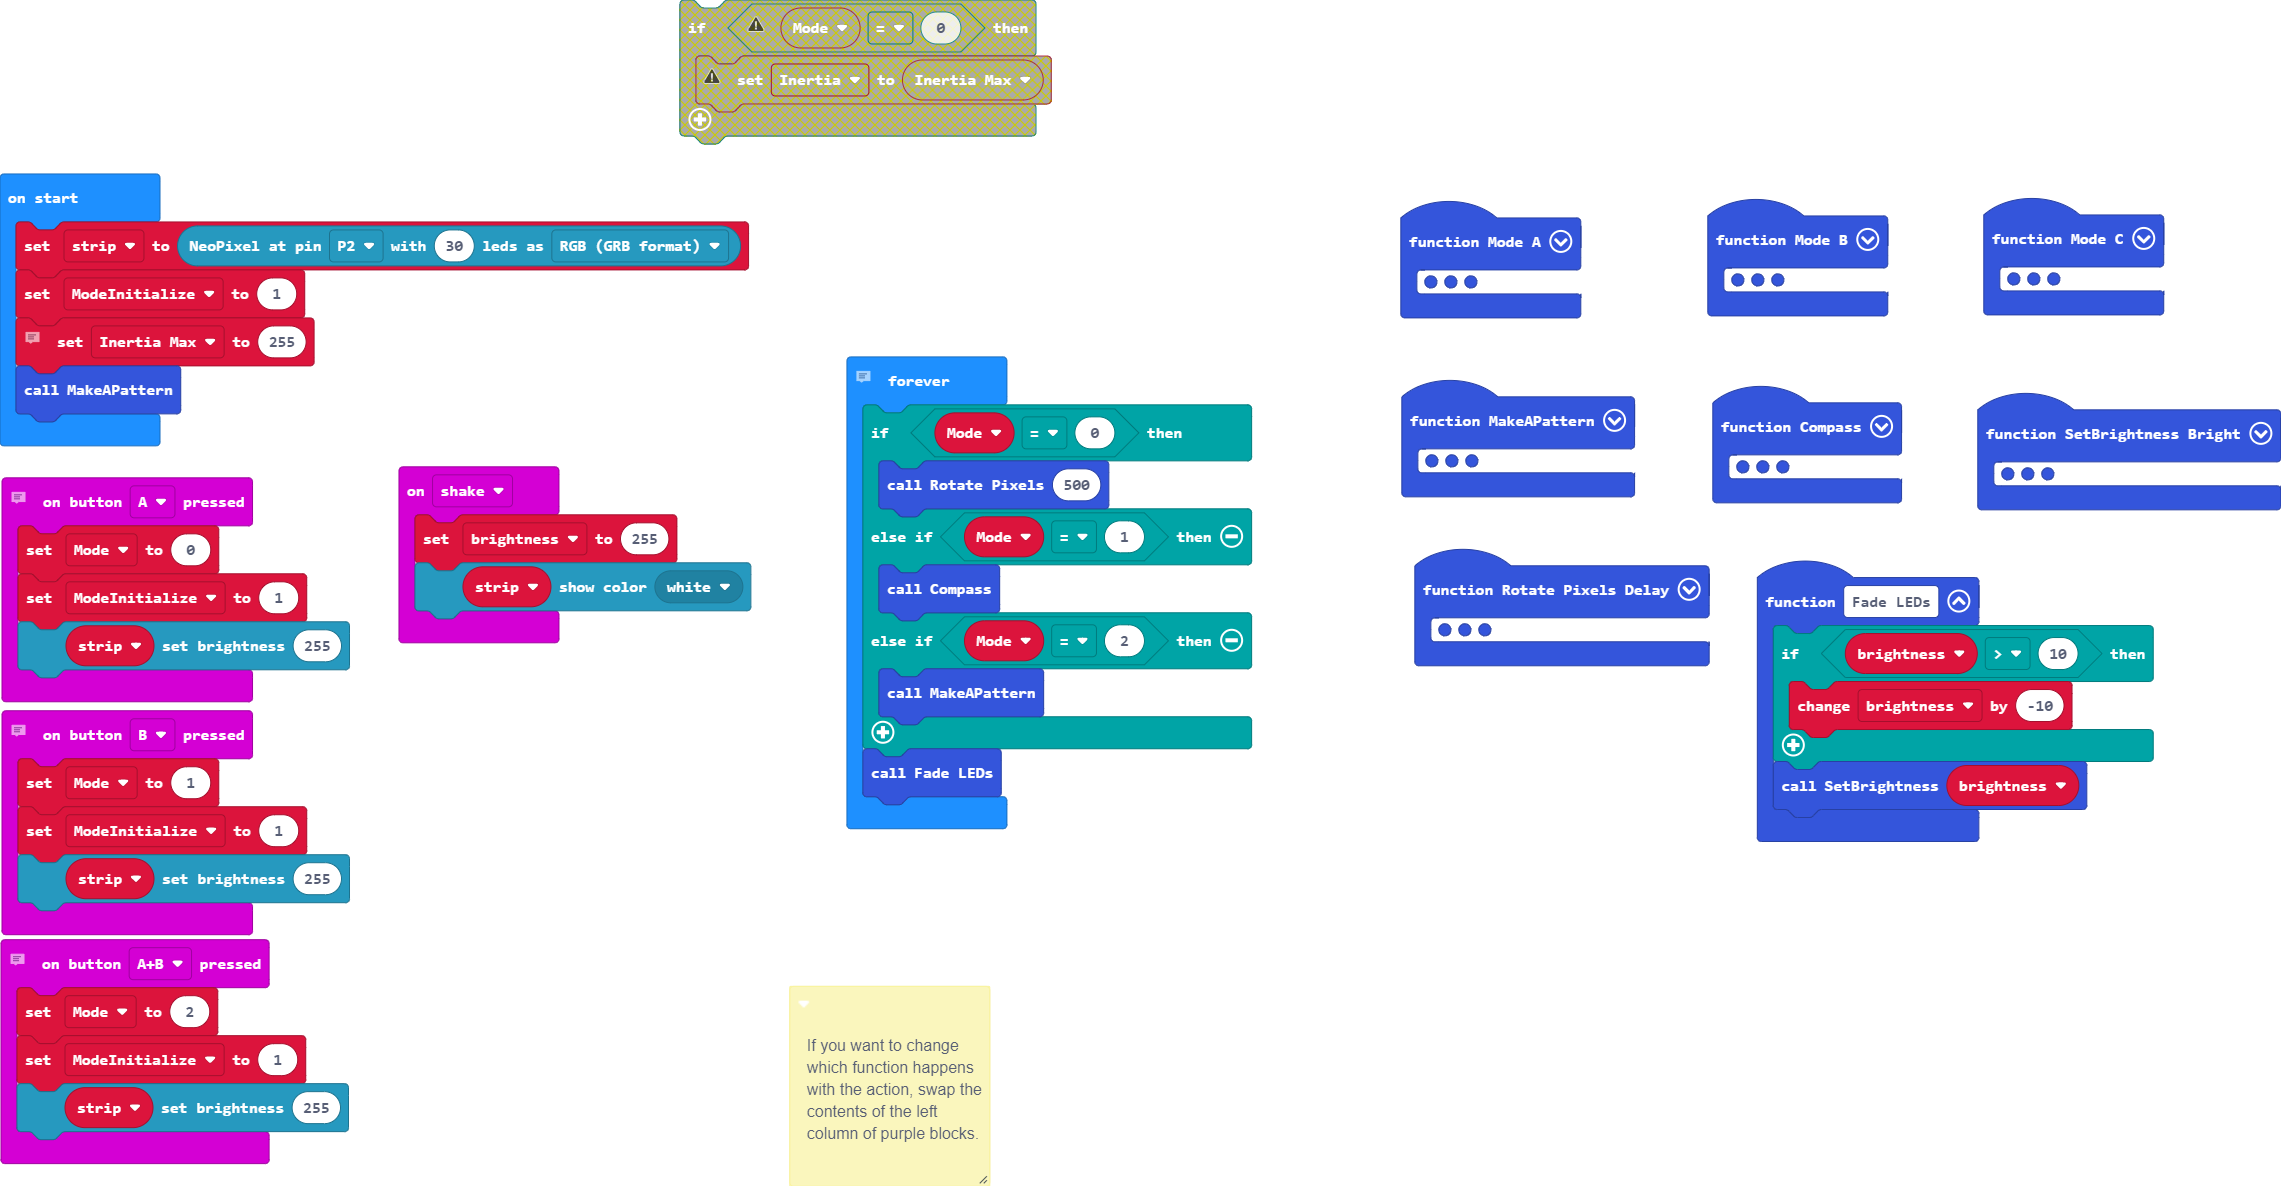 if Mode = 0 then
set Inertia to Inertia Max
on start
set strip to NeoPixel at pin P2 with 30 leds as RGB (GRB format)
set ModeInitialize to 1
set Inertia Max to 255
call MakeAPattern
on button A pressed
set Mode to 0
set ModeInitialize to 1
strip set brightness 255
on button B pressed
set Mode to 1
set ModeInitialize to 1
strip set brightness 255
on button A+B pressed
set Mode to 2
set ModeInitialize to 1
strip set brightness 255
on shake
set brightness to 255
strip show color white
forever
if Mode = 0 then
call Rotate Pixels 500
else if Mode = 1 then
call Compass
else if Mode = 2 then
call MakeAPattern
call Fade LEDs
If you want to change
which function happens
with the action, swap the
contents of the left
column of purple blocks.
function Mode A
function Mode B
function Mode C
function MakeAPattern
function Compass
function SetBrightness Bright
function Rotate Pixels Delay
function Fade LEDs
if brightness > 10 then
change brightness by -10
call SetBrightness brightness